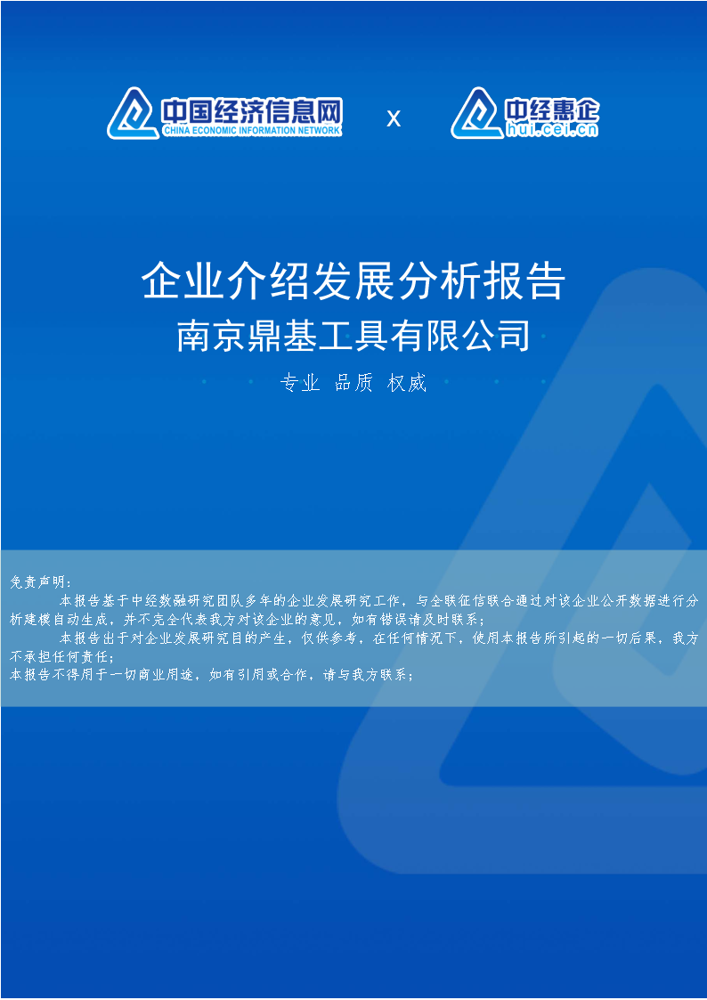 中国经济信息网
CHINA ECONOMIC INFORMATION NETWORK
x
中经惠企
hui.cei.cn
企业介绍发展分析报告
南京鼎基工具有限公司
专业 品质 权威
免责声明：
本报告基于中经数融研究团队多年的企业发展研究工作，与全联征信联合通过对该企业公开数据进行分
析建模自动生成，并不完全代表我方对该企业的意见，如有错误请及时联系；
本报告出于对企业发展研究目的产生，仅供参考，在任何情况下，使用本报告所引起的一切后果，我方
不承担任何责任；
本报告不得用于一切商业用途，如有引用或合作，请与我方联系；